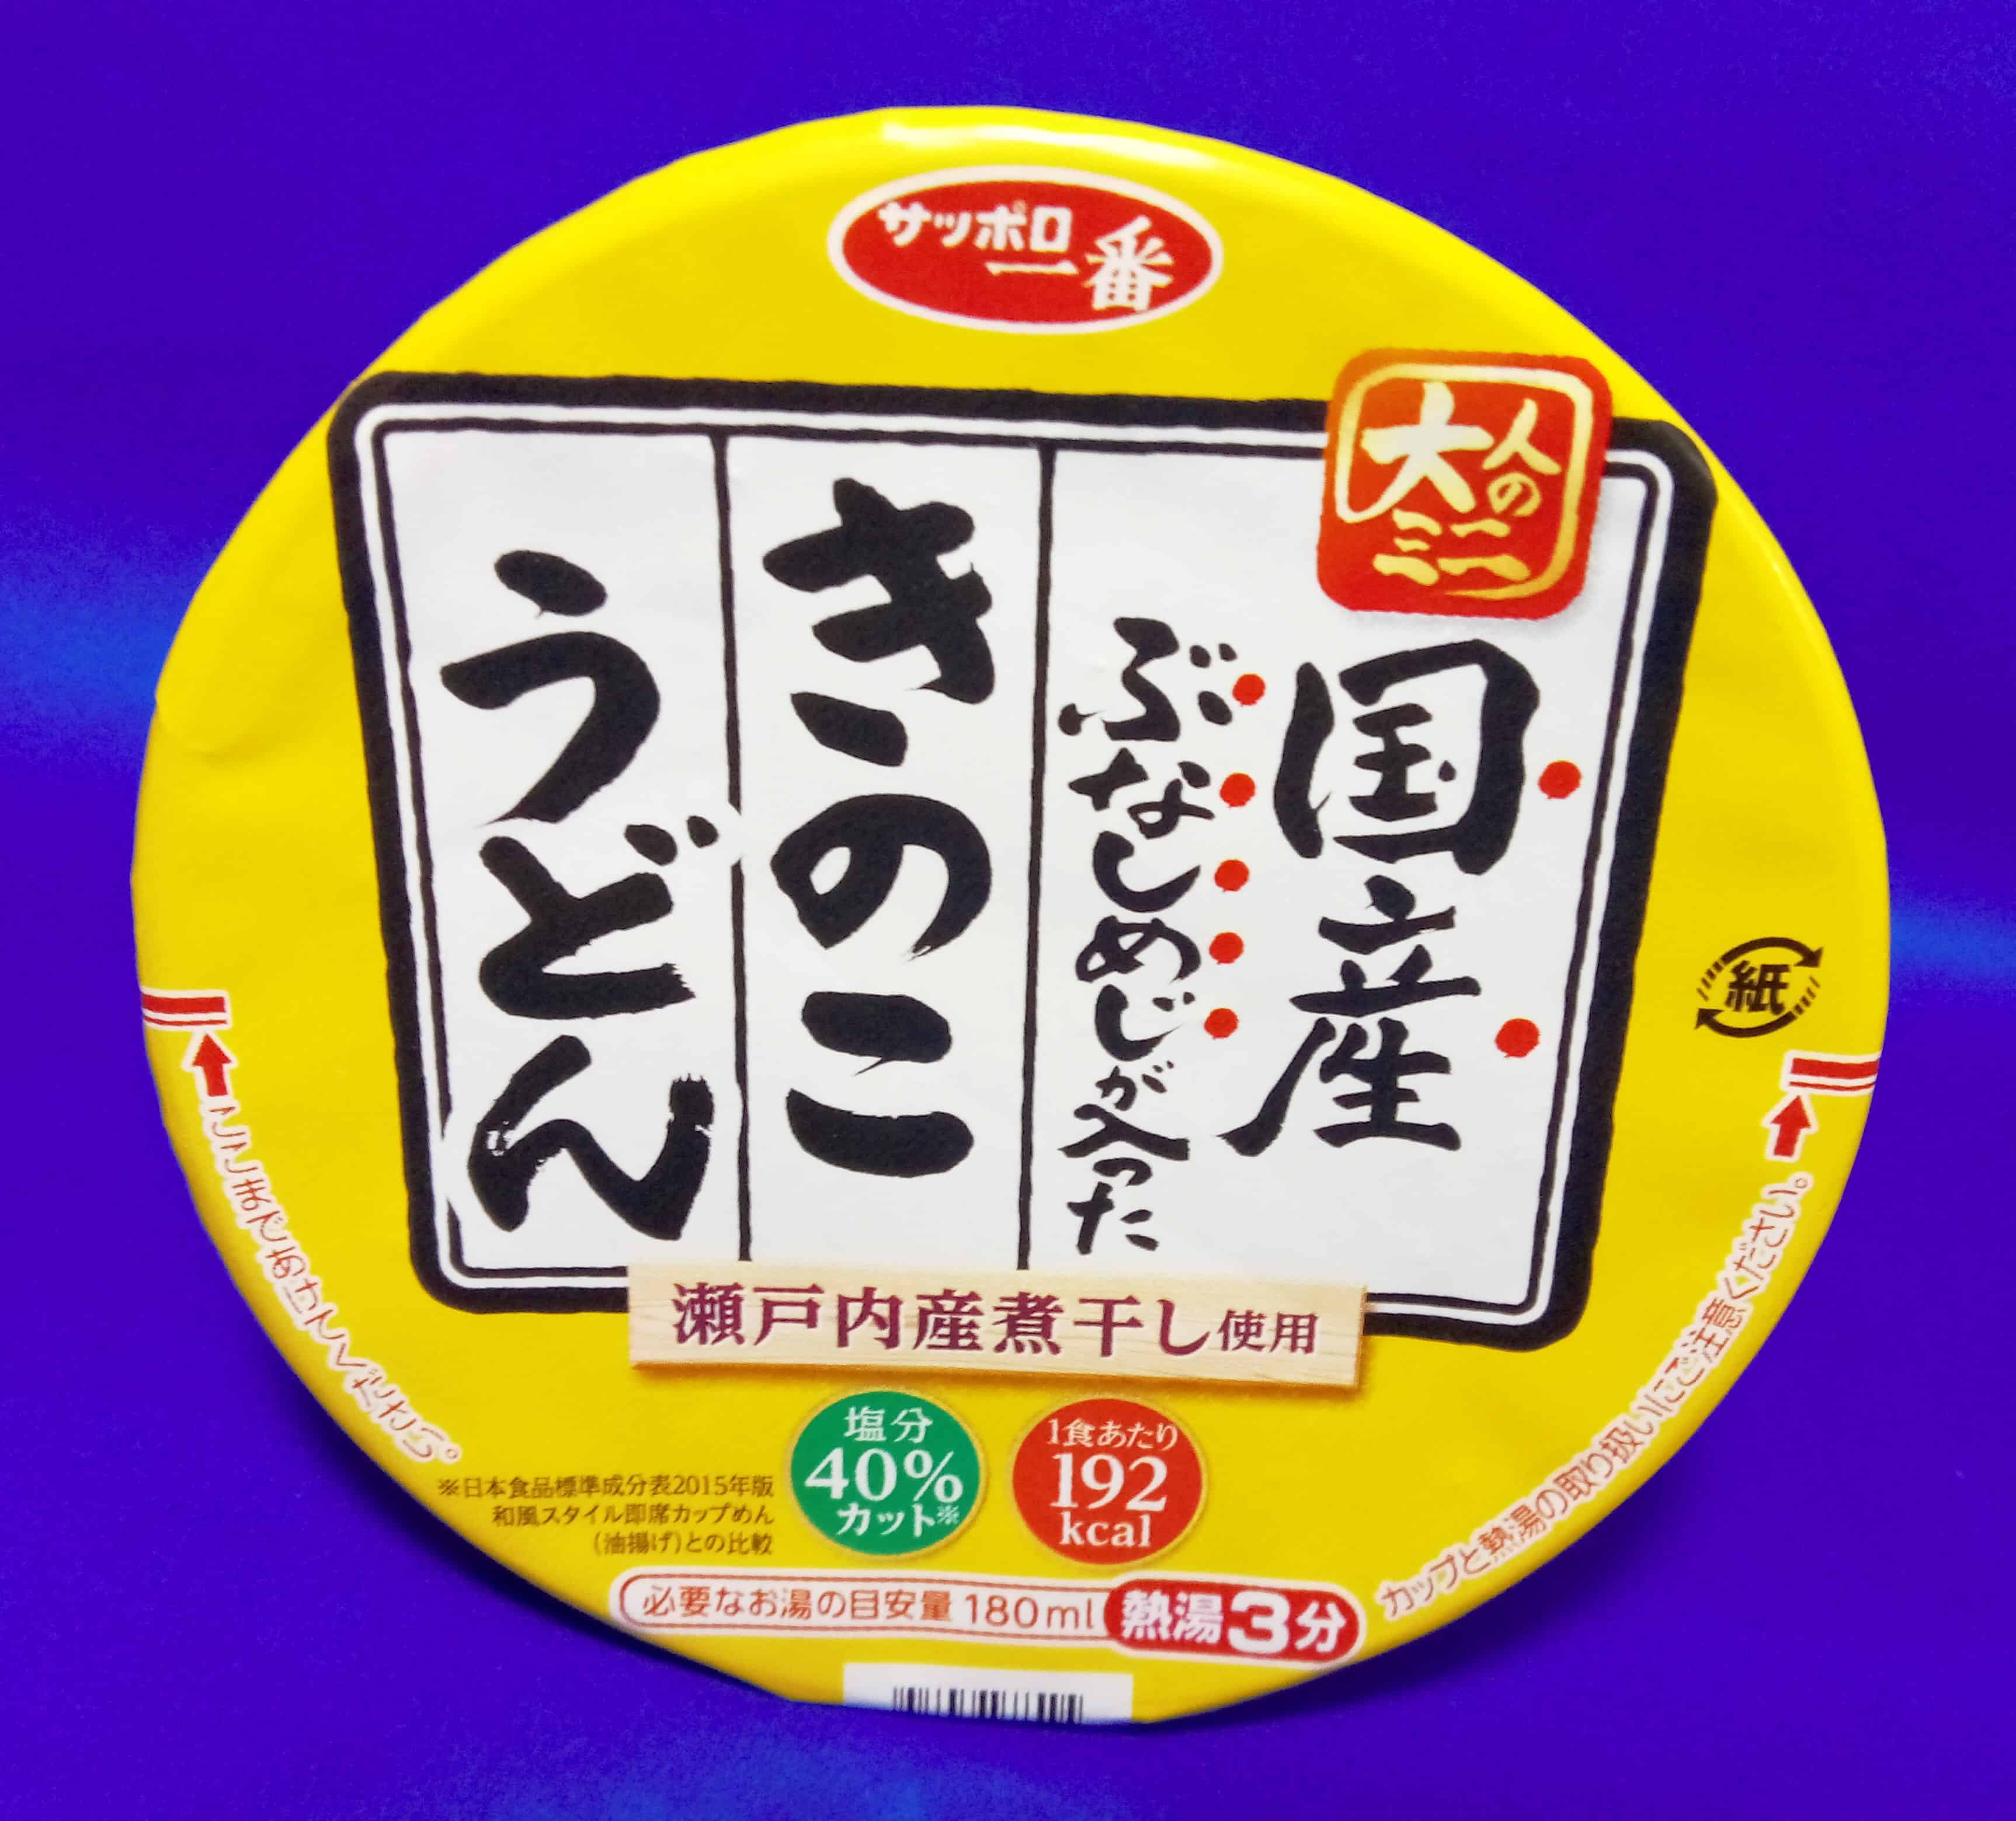 サッポロ
一番
大人の
ミニ
国産
ぶなしめじが入った
きのこ
うどん
瀬戸内産煮干し使用
塩分
40%
カット※
1食あたり
192
kcal
※日本食品標準成分表2015年版
和風スタイル即席カップめん
(油揚げ)との比較
必要なお湯の目安量 180ml 熱湯3分
ここまであけてください。
カップと熱湯の取り扱いにご注意ください。
紙